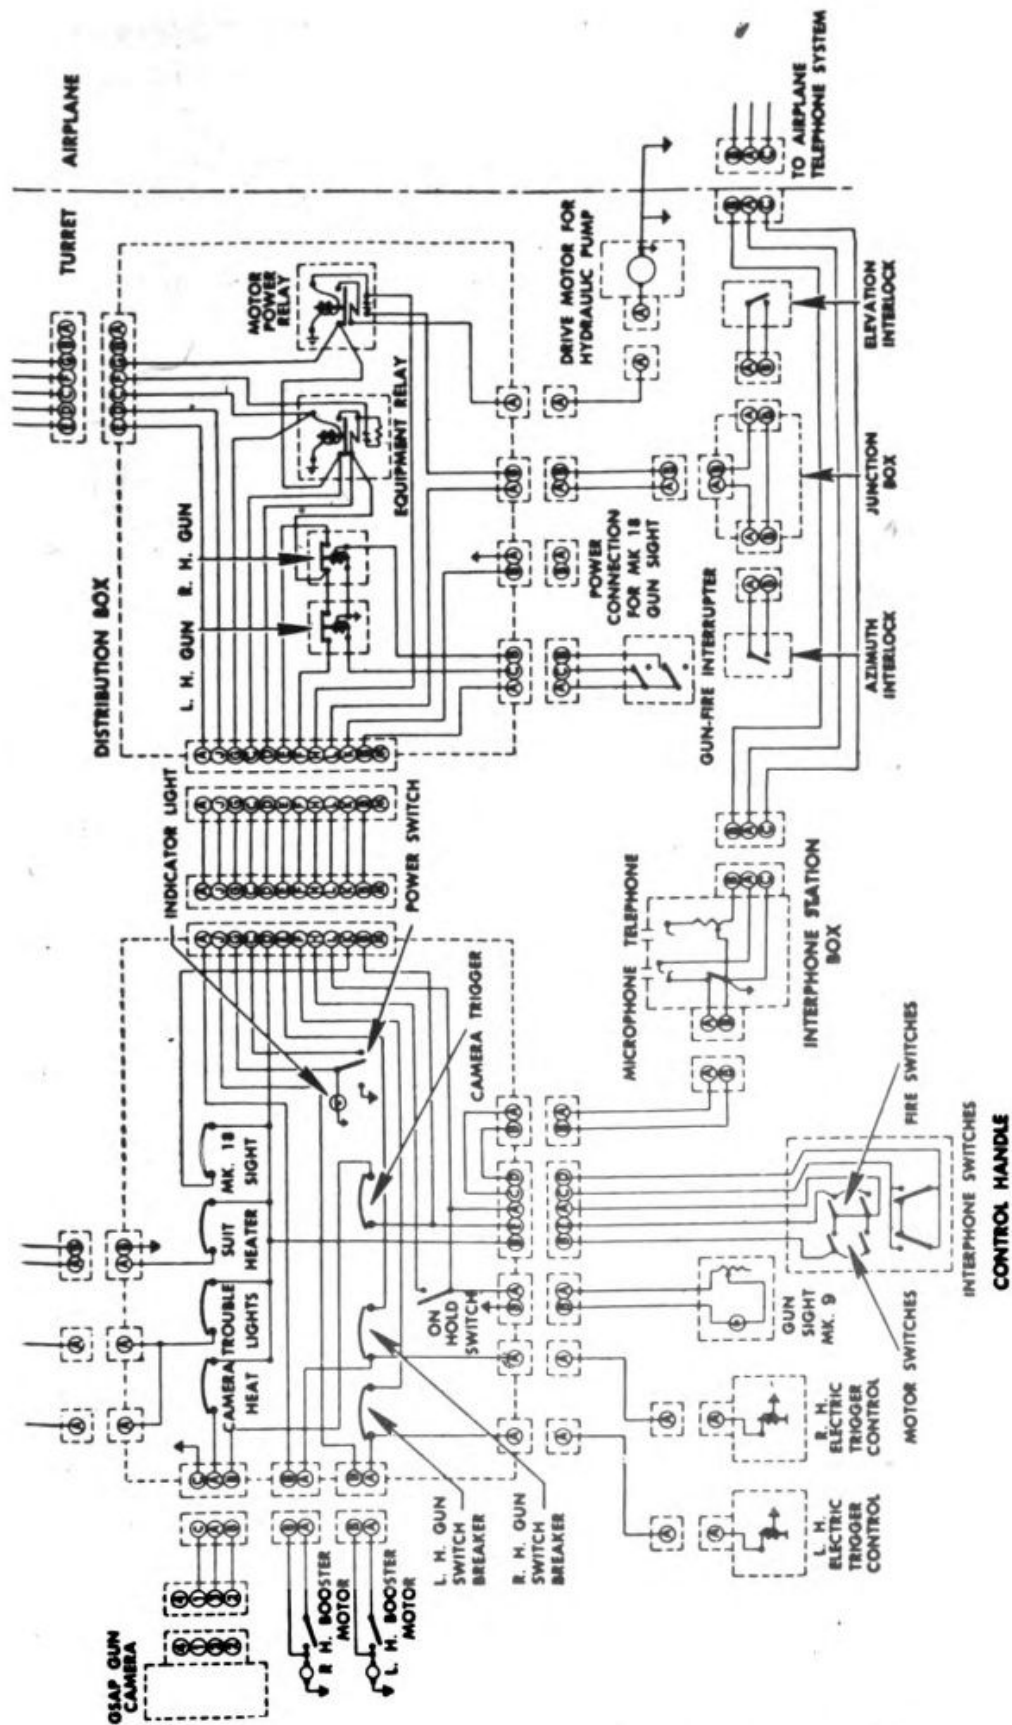 AIRPLANE
TURRET
TO AIRPLANE
TELEPHONE SYSTEM
DISTRIBUTION BOX
L. H. GUN
R. H. GUN
MOTOR
POWER
RELAY
EQUIPMENT RELAY
DRIVE MOTOR FOR
HYDRAULIC PUMP
POWER
CONNECTION
FOR MK 18
GUN SIGHT
GUN-FIRE INTERRUPTER
AZIMUTH
INTERLOCK
JUNCTION
BOX
ELEVATION
INTERLOCK
INDICATOR LIGHT
POWER SWITCH
CAMERA TRIGGER
MICROPHONE
TELEPHONE
INTERPHONE STATION
BOX
CAMERA
HEAT
TROUBLE
LIGHTS
SUIT
HEATER
MK. 18
SIGHT
ON
HOLD
SWITCH
GSAP GUN
CAMERA
R H. BOOSTER
MOTOR
L H. BOOSTER
MOTOR
L. H. GUN
SWITCH
BREAKER
R. H. GUN
SWITCH
BREAKER
L. H.
ELECTRIC
TRIGGER
CONTROL
R. H.
ELECTRIC
TRIGGER
CONTROL
GUN
SIGHT
MK. 9
MOTOR SWITCHES
FIRE SWITCHES
INTERPHONE SWITCHES
CONTROL HANDLE